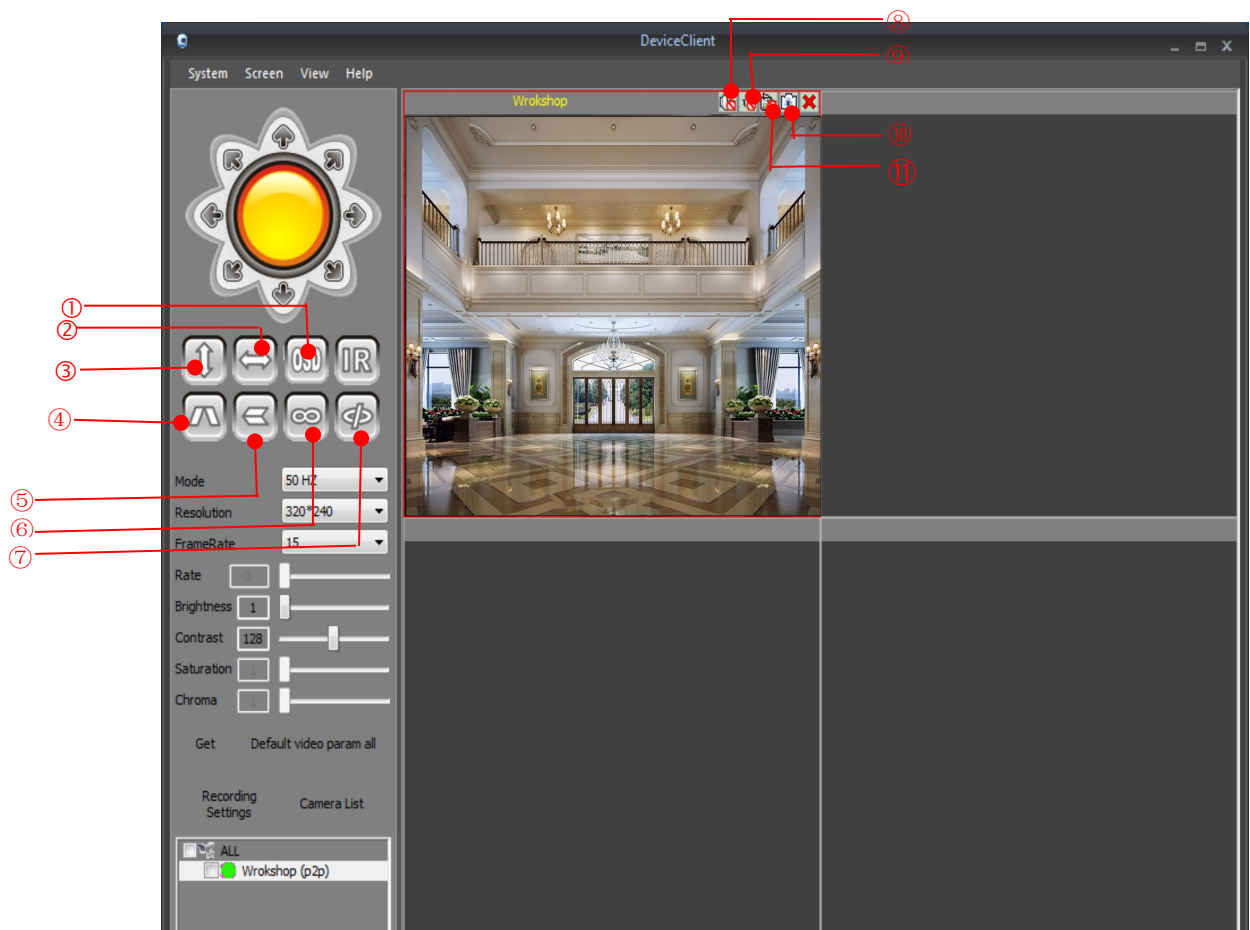 ⑧
DeviceClient
⑨
System Screen View Help
Wrokshop
⑩
⑪
①
②
③
OSD IR
④
Mode 50 HZ
⑤
Resolution 320*240
⑥
FrameRate 15
⑦
Rate 0
Brightness 1
Contrast 128
Saturation 1
Chroma 1
Get Default video param all
Recording
Settings
Camera List
ALL
Wrokshop (p2p)